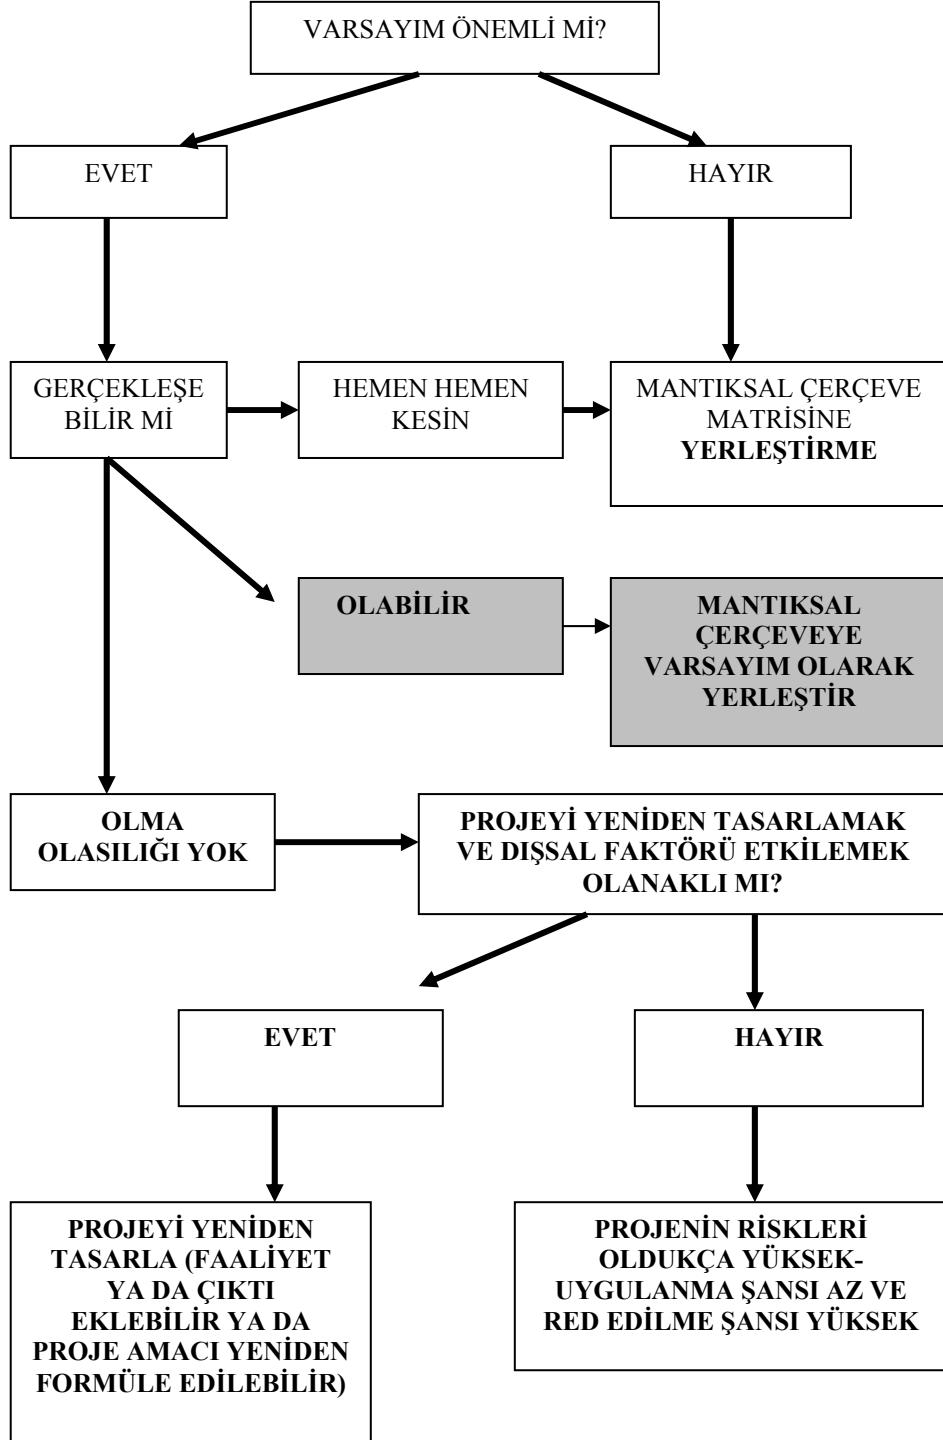 VARSAYIM ÖNEMLİ Mİ?
EVET
HAYIR
GERÇEKLEŞE
BİLİR Mİ
HEMEN HEMEN
KESİN
MANTIKSAL ÇERÇEVE
MATRİSİNE
YERLEŞTİRME
OLABİLİR
MANTIKSAL
ÇERÇEVEYE
VARSAYIM OLARAK
YERLEŞTİR
OLMA
OLASILIĞI YOK
PROJEYİ YENİDEN TASARLAMAK
VE DIŞSAL FAKTÖRÜ ETKİLEMEK
OLANAKLI MI?
EVET
HAYIR
PROJEYİ YENİDEN
TASARLA (FAALİYET
YA DA ÇIKTI
EKLEBİLİR YA DA
PROJE AMACI YENİDEN
FORMÜLE EDİLEBİLİR)
PROJENİN RİSKLERİ
OLDUKÇA YÜKSEK-
UYGULANMA ŞANSI AZ VE
RED EDİLME ŞANSI YÜKSEK